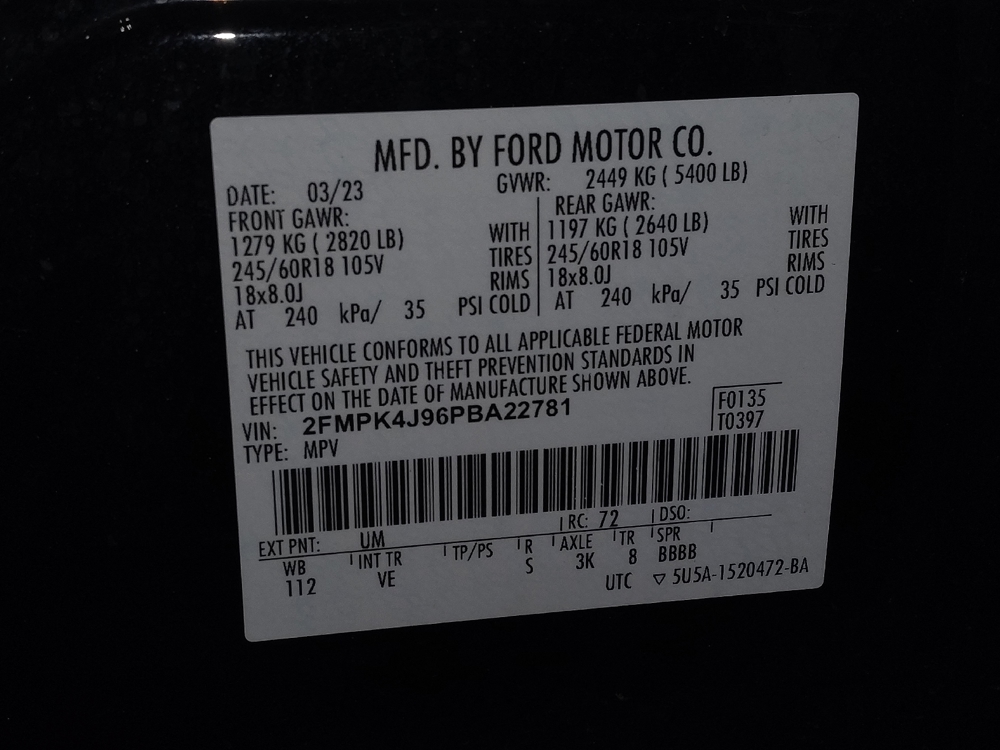 MFD. BY FORD MOTOR CO.
DATE: 03/23 GVWR: 2449 KG ( 5400 LB)
FRONT GAWR: REAR GAWR:
1279 KG ( 2820 LB) WITH 1197 KG ( 2640 LB) WITH
245/60R18 105V TIRES 245/60R18 105V TIRES
18x8.0J RIMS 18x8.0J RIMS
AT 240 kPa/ 35 PSI COLD AT 240 kPa/ 35 PSI COLD
THIS VEHICLE CONFORMS TO ALL APPLICABLE FEDERAL MOTOR
VEHICLE SAFETY AND THEFT PREVENTION STANDARDS IN
EFFECT ON THE DATE OF MANUFACTURE SHOWN ABOVE.
VIN: 2FMPK4J96PBA22781 F0135
TYPE: MPV T0397
EXT PNT: UM RC: 72 DSO:
WB INT TR TP/PS R AXLE TR SPR
112 VE S 3K 8 BBBB
UTC ▽ 5U5A-1520472-BA